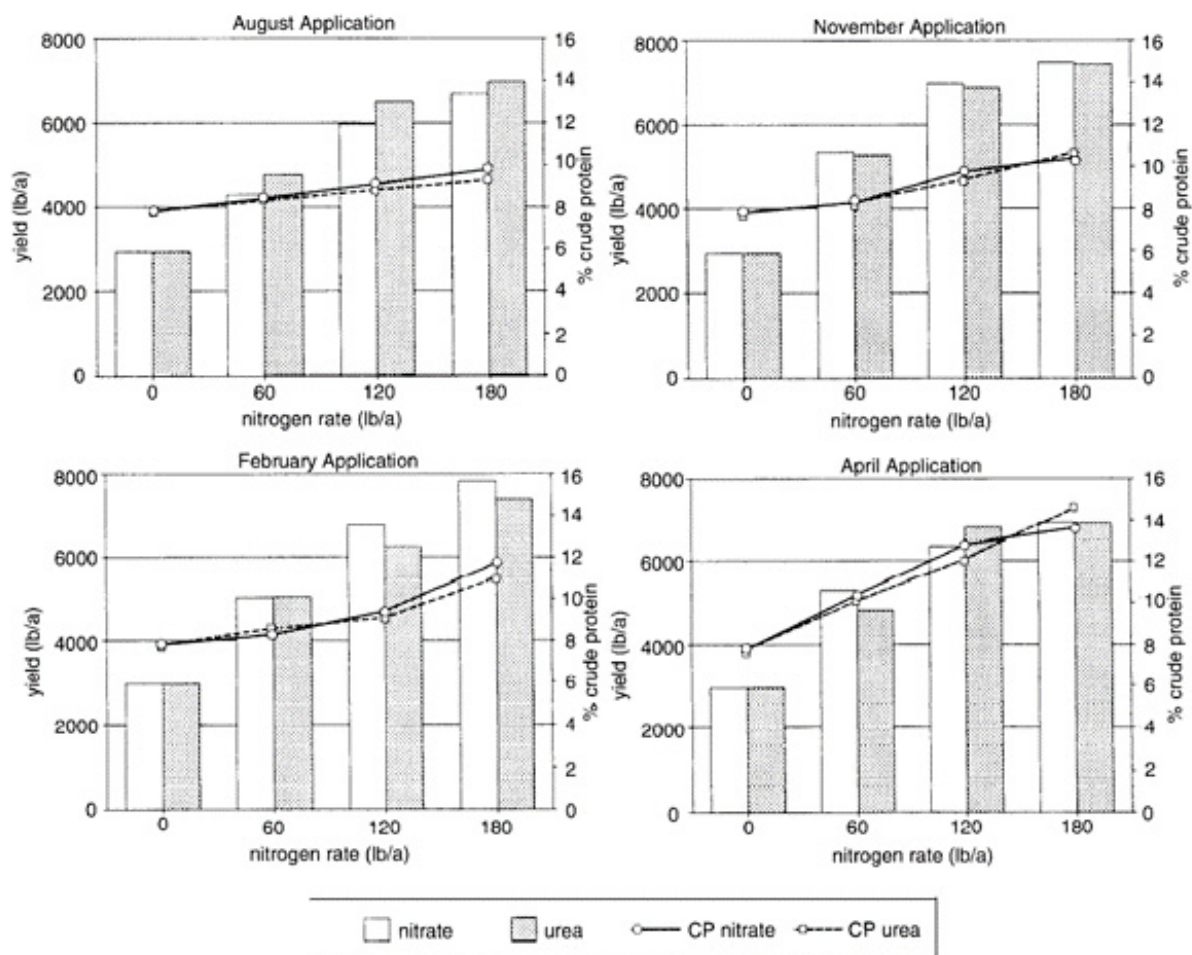 August Application
8000
6000
4000
2000
0
yield (lb/a)
16
14
12
10
8
6
4
2
0
% crude protein
0 60 120 180
nitrogen rate (lb/a)
November Application
8000
6000
4000
2000
0
yield (lb/a)
16
14
12
10
8
6
4
2
0
% crude protein
0 60 120 180
nitrogen rate (lb/a)
February Application
8000
6000
4000
2000
0
yield (lb/a)
16
14
12
10
8
6
4
2
0
% crude protein
0 60 120 180
nitrogen rate (lb/a)
April Application
8000
6000
4000
2000
0
yield (lb/a)
16
14
12
10
8
6
4
2
0
% crude protein
0 60 120 180
nitrogen rate (lb/a)
nitrate urea CP nitrate CP urea